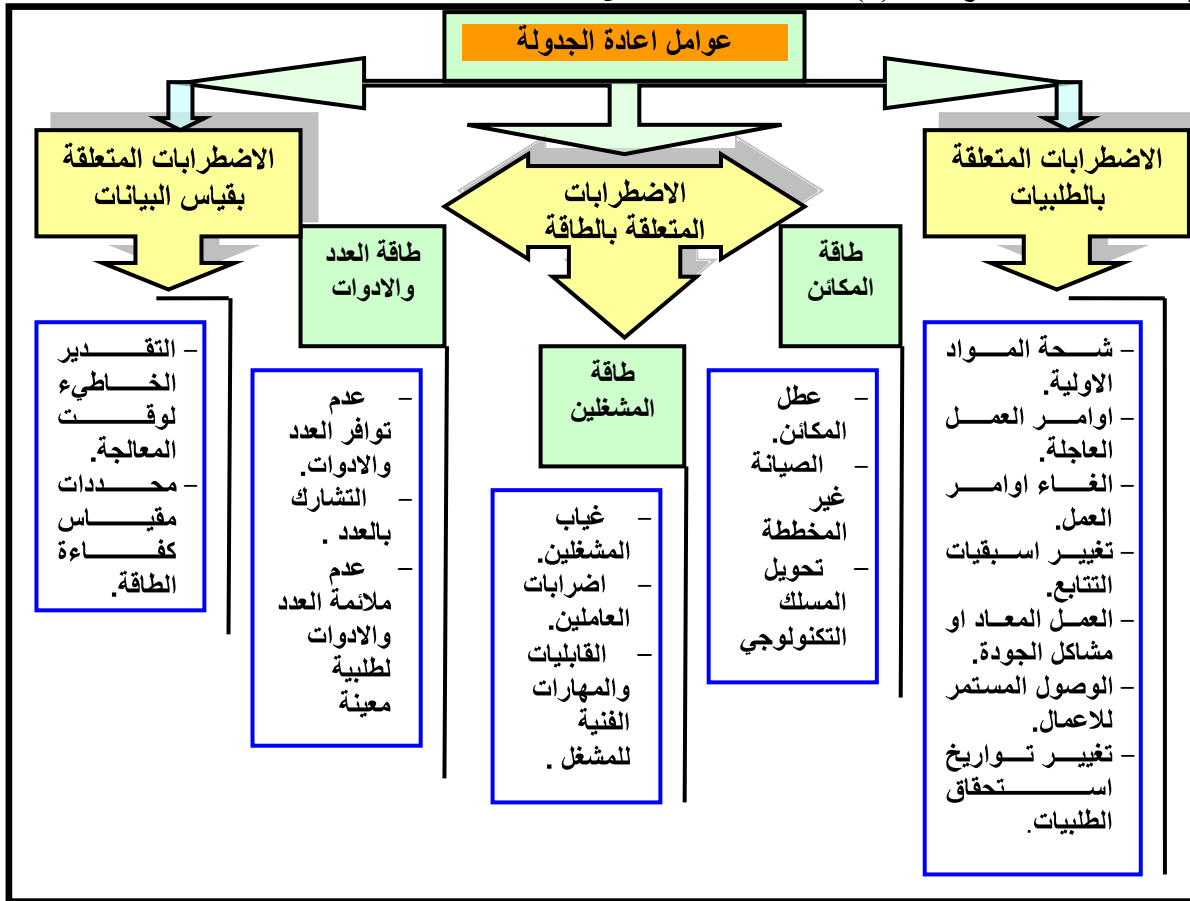 عوامل اعادة الجدولة
الاضطرابات المتعلقة
بالطلبيات
– شحة المواد
الاولية.
– اوامر العمل
العاجلة.
– الغاء اوامر
العمل.
– تغيير اسبقيات
التتابع.
– العمل المعاد او
مشاكل الجودة.
– الوصول المستمر
للاعمال.
– تغيير تواريخ
استحقاق
الطلبيات.
الاضطرابات
المتعلقة بالطاقة
طاقة
المكائن
– عطل
المكائن.
– الصيانة
غير
المخططة
– تحويل
المسلك
التكنولوجي
طاقة
المشغلين
– غياب
المشغلين.
– اضرابات
العاملين.
– القابليات
والمهارات
الفنية
للمشغل .
طاقة العدد
والادوات
– عدم
توافر العدد
والادوات.
– التشارك
بالعدد .
– عدم
ملائمة العدد
والادوات
لطلبية
معينة
الاضطرابات المتعلقة
بقياس البيانات
– التقدير
الخاطيء
لوقت
المعالجة.
– محددات
مقياس
كفاءة
الطاقة.